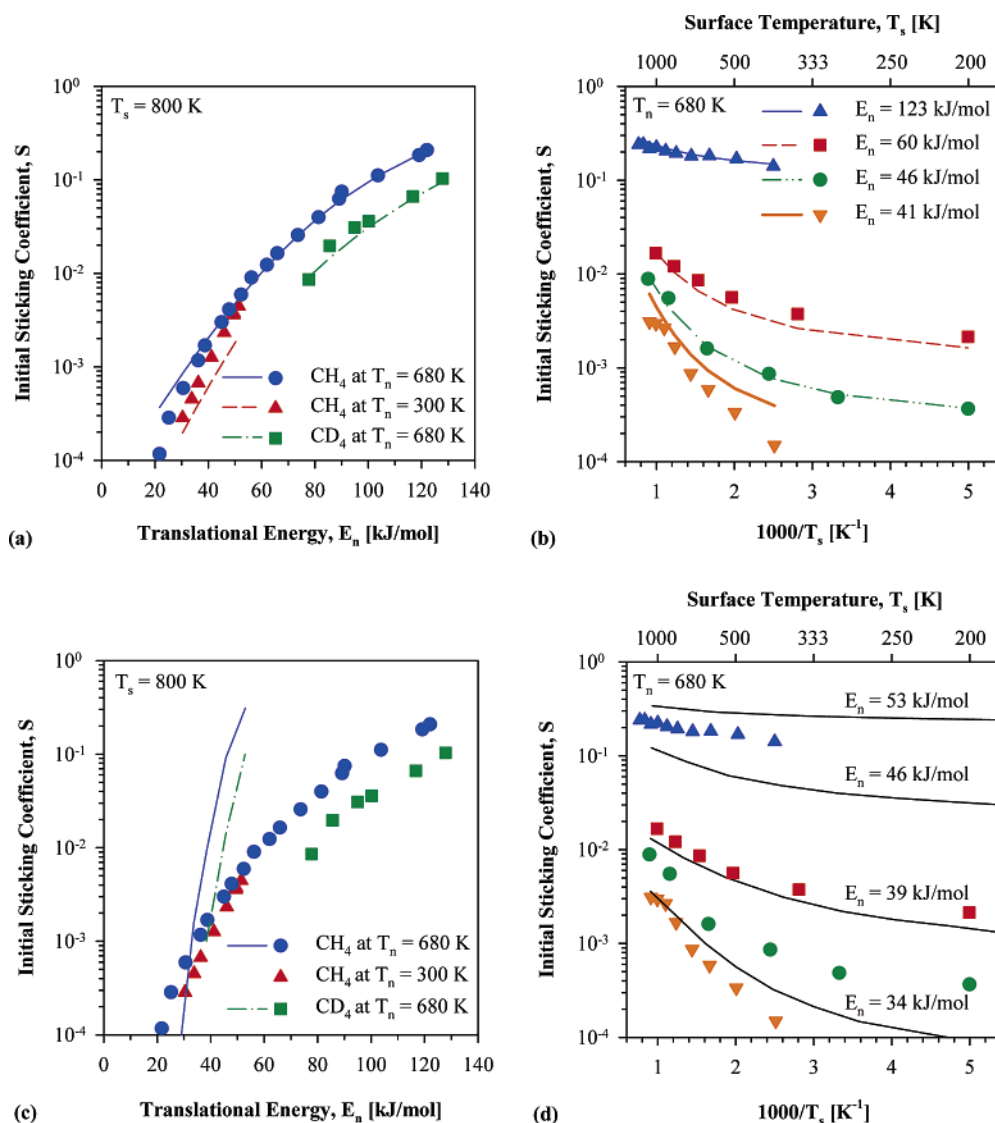 Surface Temperature, Tₛ [K]
1000 500 333 250 200
10⁰
10⁻¹
10⁻²
10⁻³
10⁻⁴
Initial Sticking Coefficient, S
Tₛ = 800 K
CH₄ at Tₙ = 680 K
CH₄ at Tₙ = 300 K
CD₄ at Tₙ = 680 K
0 20 40 60 80 100 120 140
Translational Energy, Eₙ [kJ/mol]
(a)
10⁰
10⁻¹
10⁻²
10⁻³
10⁻⁴
Initial Sticking Coefficient, S
Tₙ = 680 K
Eₙ = 123 kJ/mol
Eₙ = 60 kJ/mol
Eₙ = 46 kJ/mol
Eₙ = 41 kJ/mol
1 2 3 4 5
1000/Tₛ [K⁻¹]
(b)
Surface Temperature, Tₛ [K]
1000 500 333 250 200
10⁰
10⁻¹
10⁻²
10⁻³
10⁻⁴
Initial Sticking Coefficient, S
Tₛ = 800 K
CH₄ at Tₙ = 680 K
CH₄ at Tₙ = 300 K
CD₄ at Tₙ = 680 K
0 20 40 60 80 100 120 140
Translational Energy, Eₙ [kJ/mol]
(c)
10⁰
10⁻¹
10⁻²
10⁻³
10⁻⁴
Initial Sticking Coefficient, S
Tₙ = 680 K
Eₙ = 53 kJ/mol
Eₙ = 46 kJ/mol
Eₙ = 39 kJ/mol
Eₙ = 34 kJ/mol
1 2 3 4 5
1000/Tₛ [K⁻¹]
(d)